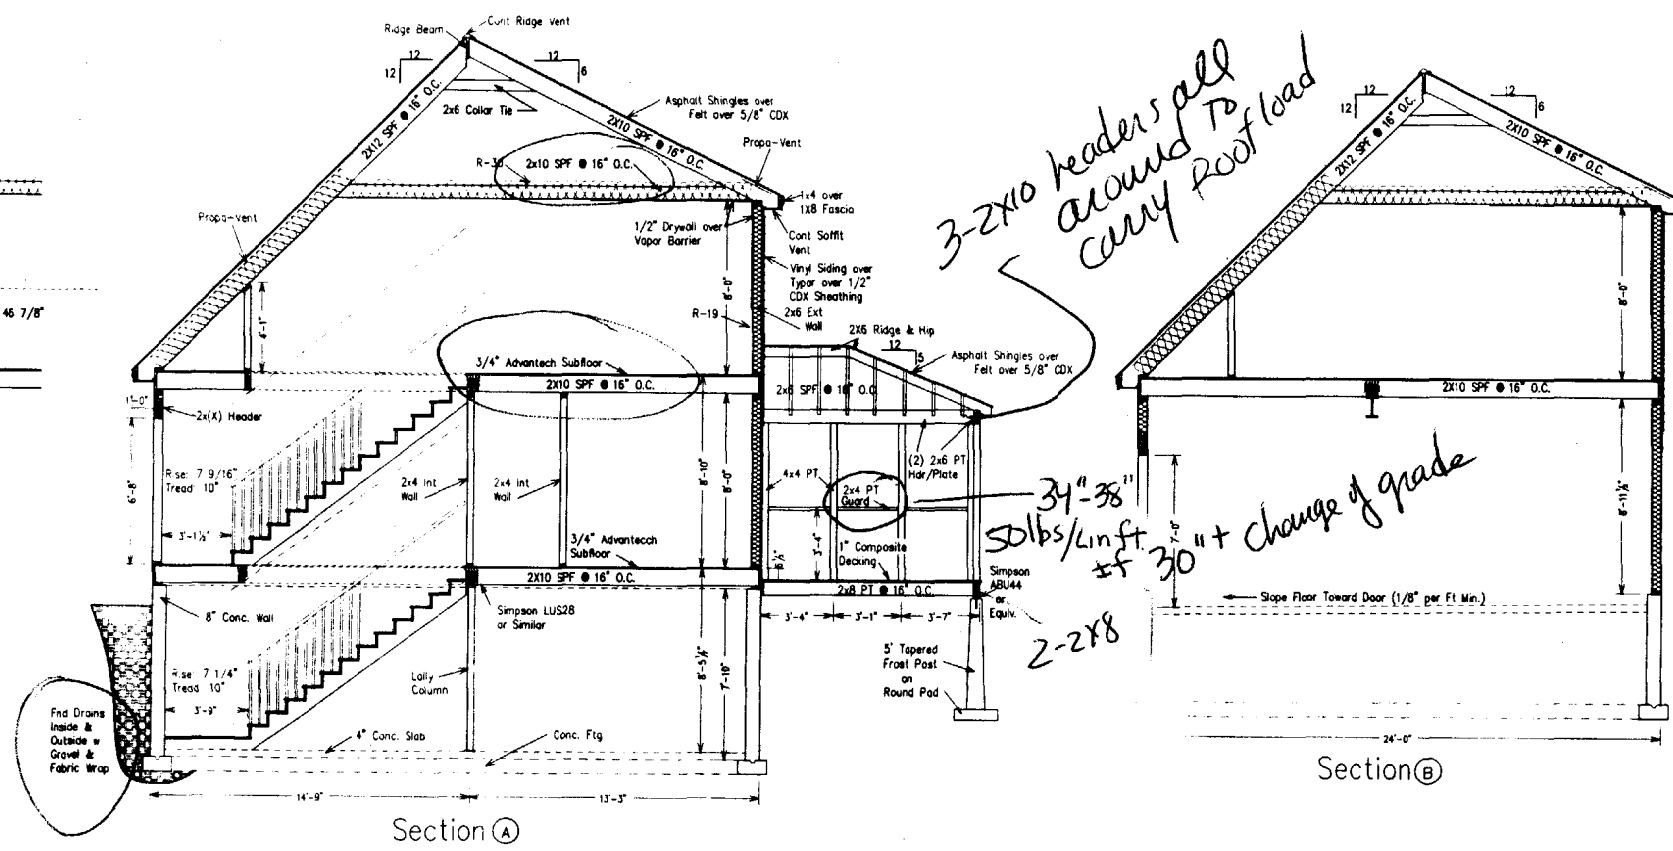 Cont Ridge Vent
Ridge Beam
12
12
12
6
2x6 Collar Tie
2X12 SPF @ 16" O.C.
Asphalt Shingles over
Felt over 5/8" CDX
2X10 SPF @ 16" O.C.
Propa-Vent
R-30
2x10 SPF @ 16" O.C.
1x4 over
1X8 Fascia
Propa-Vent
1/2" Drywall over
Vapor Barrier
Cont Soffit
Vent
Vinyl Siding over
Typar over 1/2"
CDX Sheathing
2x6 Ext
Wall
R-19
8'-0"
4'-1"
46 7/8"
2X6 Ridge & Hip
12
5
Asphalt Shingles over
Felt over 5/8" CDX
3/4" Advantech Subfloor
2X10 SPF @ 16" O.C.
2x6 SPF @ 16" O.C.
1'-0"
2x(X) Header
6'-8"
Rise: 7 9/16"
Tread 10"
3'-1½"
2x4 Int
Wall
2x4 Int
Wall
8'-10"
8'-0"
4x4 PT
2x4 PT
Guard
(2) 2x6 PT
Hdr/Plate
3'-4"
1" Composite
Decking
3/4" Advantecch
Subfloor
2X10 SPF @ 16" O.C.
2x8 PT @ 16" O.C.
Simpson
ABU44
or
Equiv.
3'-4"
3'-1"
3'-7"
8" Conc. Wall
Simpson LUS28
or Similar
Rise: 7 1/4"
Tread 10"
3'-9"
Lally
Column
7'-10"
5' Tapered
Frost Post
on
Round Pad
Fnd Drains
Inside &
Outside w
Gravel &
Fabric Wrap
4" Conc. Slab
Conc. Ftg
14'-9"
13'-3"
Section A
3-2x10 headers all
around To
carry Roof load
34"-38"
50lbs/Lin ft.
if 30"+ change of grade
2-2x8
12
12
12
6
2X12 SPF @ 16" O.C.
2X10 SPF @ 16" O.C.
8'-0"
2X10 SPF @ 16" O.C.
7'-0"
8'-11½"
Slope Floor Toward Door (1/8" per Ft Min.)
24'-0"
Section B